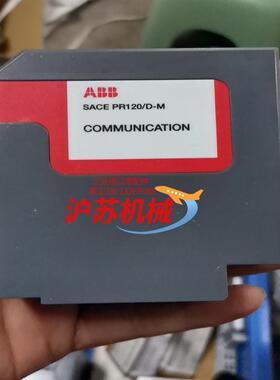 ABB
SACE PR120/D-M
COMMUNICATION
沪苏机械